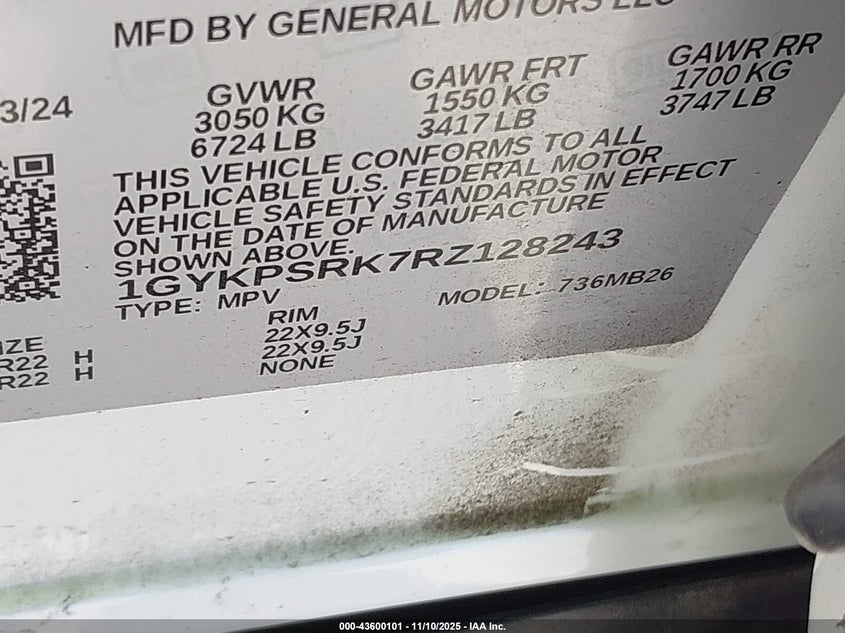 MFD BY GENERAL MOTORS LLC
3/24
GVWR
3050 KG
6724 LB
GAWR FRT
1550 KG
3417 LB
GAWR RR
1700 KG
3747 LB
THIS VEHICLE CONFORMS TO ALL
APPLICABLE U.S. FEDERAL MOTOR
VEHICLE SAFETY STANDARDS IN EFFECT
ON THE DATE OF MANUFACTURE
SHOWN ABOVE.
1GYKPSRK7RZ128243
TYPE: MPV
MODEL: 736MB26
IZE
R22 H
R22 H
RIM
22X9.5J
22X9.5J
NONE
000-43600101 - 11/10/2025 - IAA Inc.